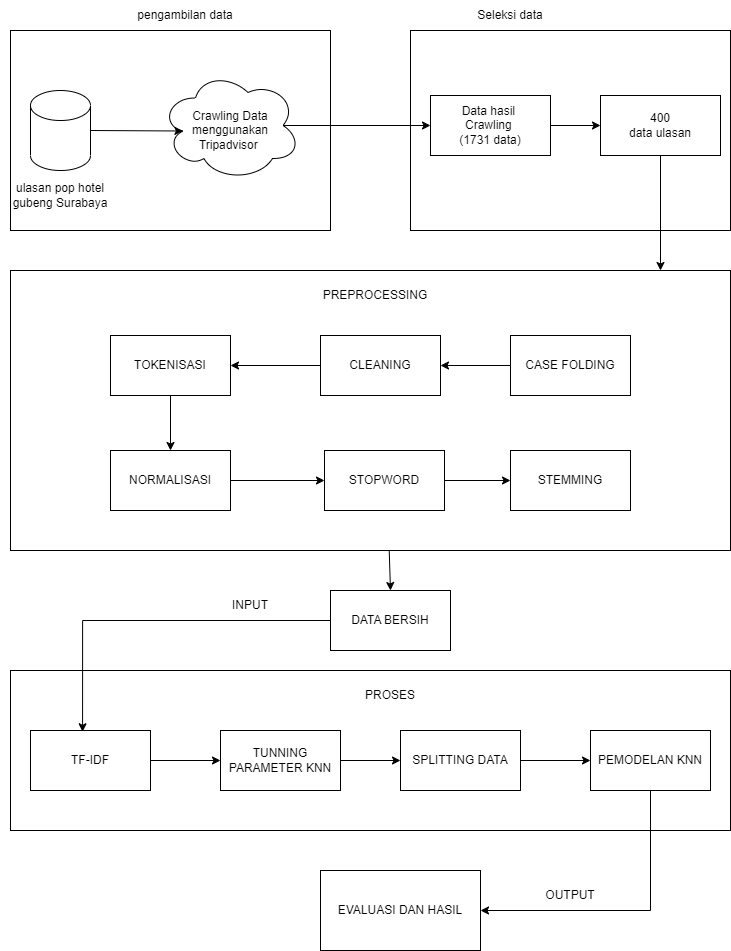 pengambilan data
Seleksi data
Crawling Data
menggunakan
Tripadvisor
ulasan pop hotel
gubeng Surabaya
Data hasil
Crawling
(1731 data)
400
data ulasan
PREPROCESSING
TOKENISASI
CLEANING
CASE FOLDING
NORMALISASI
STOPWORD
STEMMING
INPUT
DATA BERSIH
PROSES
TF-IDF
TUNNING
PARAMETER KNN
SPLITTING DATA
PEMODELAN KNN
OUTPUT
EVALUASI DAN HASIL